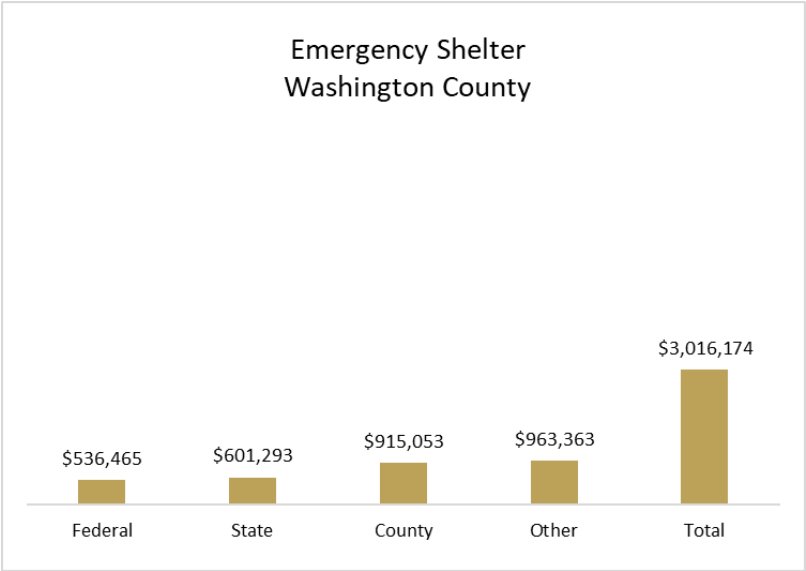 Emergency Shelter
Washington County
$3,016,174
$536,465 $601,293 $915,053 $963,363
Federal State County Other Total